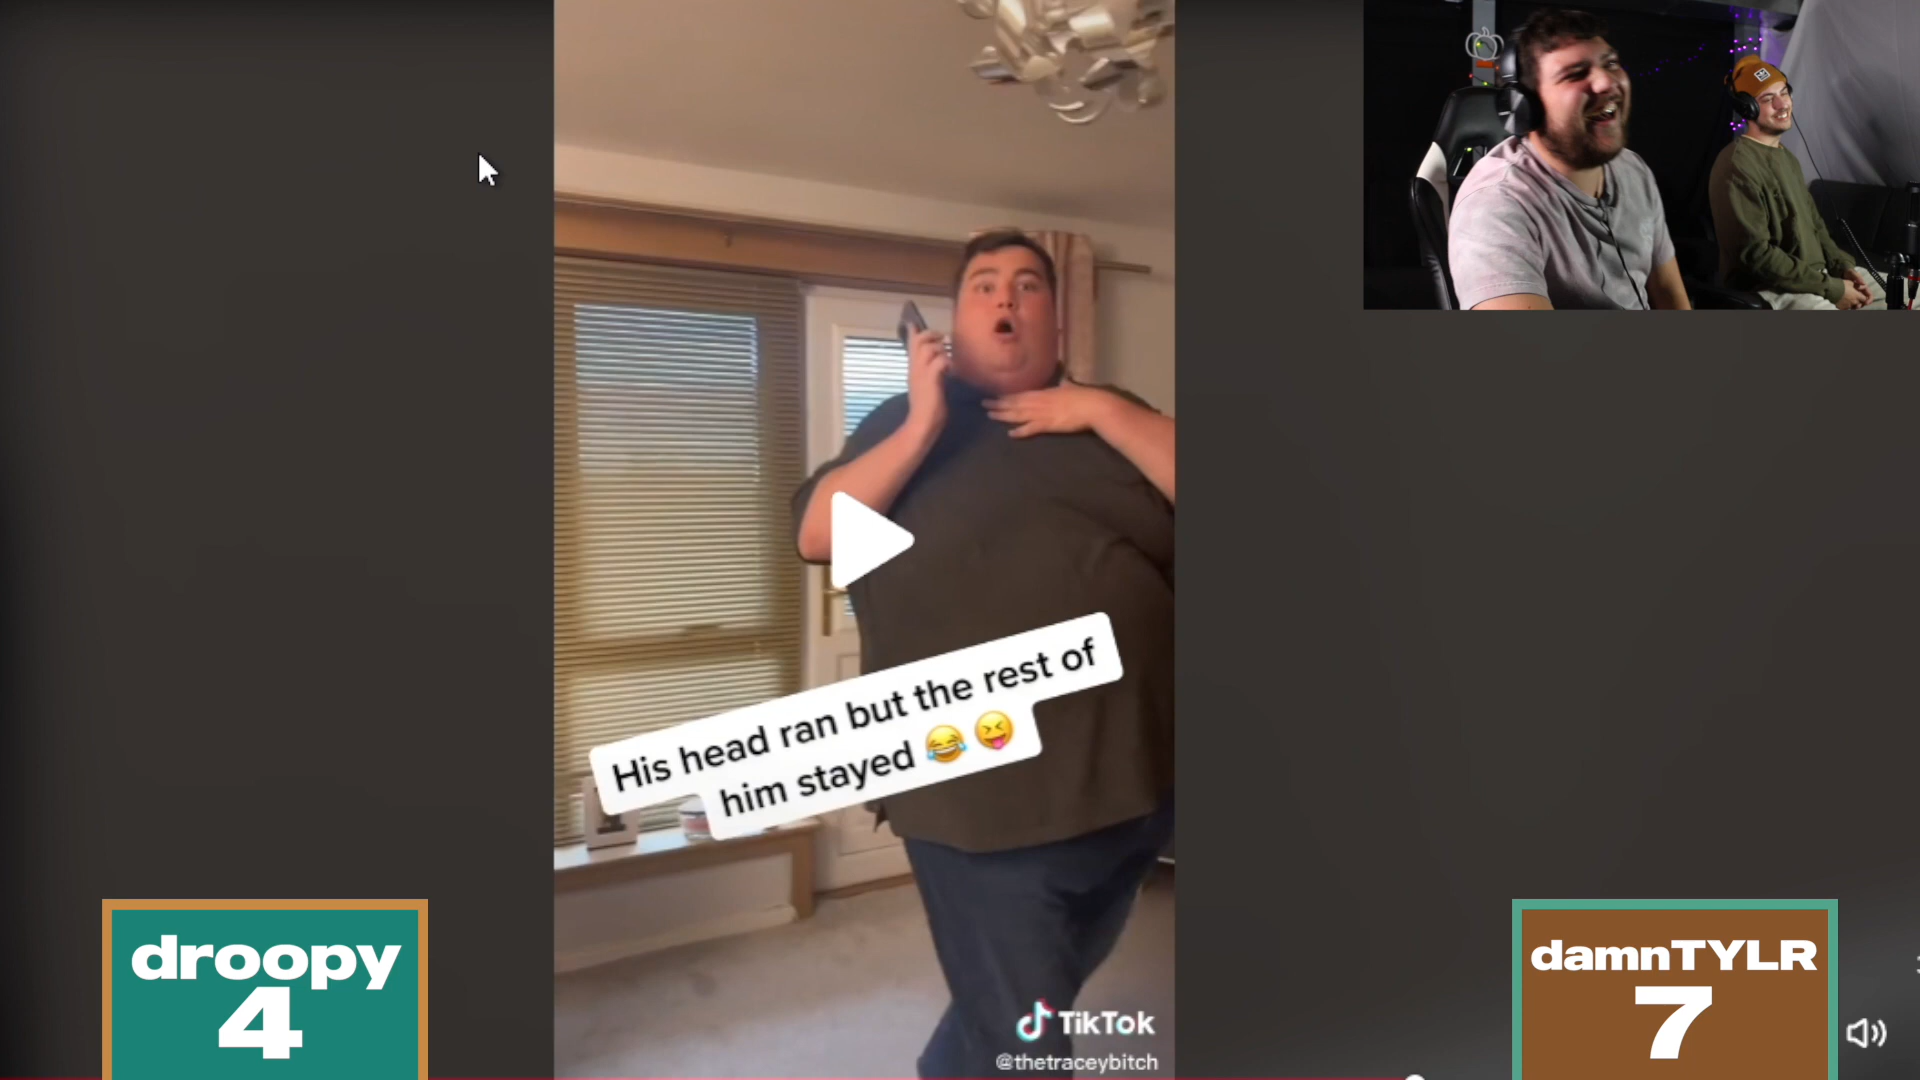 His head ran but the rest of
him stayed 😂 😝
droopy
4
damnTYLR
7
TikTok
@thetraceybitch